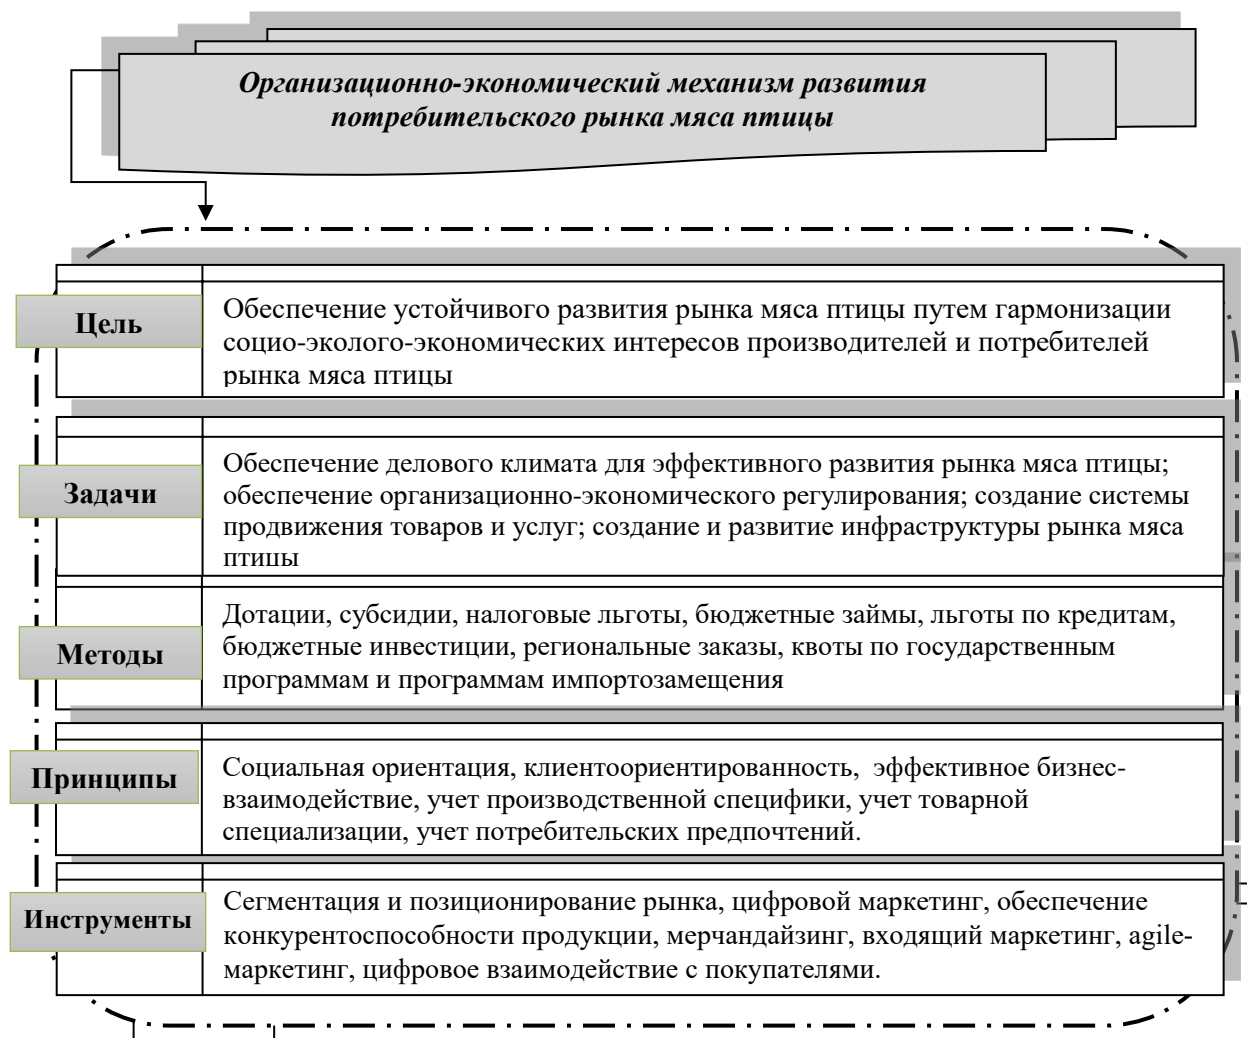 Организационно-экономический механизм развития
потребительского рынка мяса птицы
Цель
Обеспечение устойчивого развития рынка мяса птицы путем гармонизации
социо-эколого-экономических интересов производителей и потребителей
рынка мяса птицы
Задачи
Обеспечение делового климата для эффективного развития рынка мяса птицы;
обеспечение организационно-экономического регулирования; создание системы
продвижения товаров и услуг; создание и развитие инфраструктуры рынка мяса
птицы
Методы
Дотации, субсидии, налоговые льготы, бюджетные займы, льготы по кредитам,
бюджетные инвестиции, региональные заказы, квоты по государственным
программам и программам импортозамещения
Принципы
Социальная ориентация, клиентоориентированность, эффективное бизнес-
взаимодействие, учет производственной специфики, учет товарной
специализации, учет потребительских предпочтений.
Инструменты
Сегментация и позиционирование рынка, цифровой маркетинг, обеспечение
конкурентоспособности продукции, мерчандайзинг, входящий маркетинг, agile-
маркетинг, цифровое взаимодействие с покупателями.